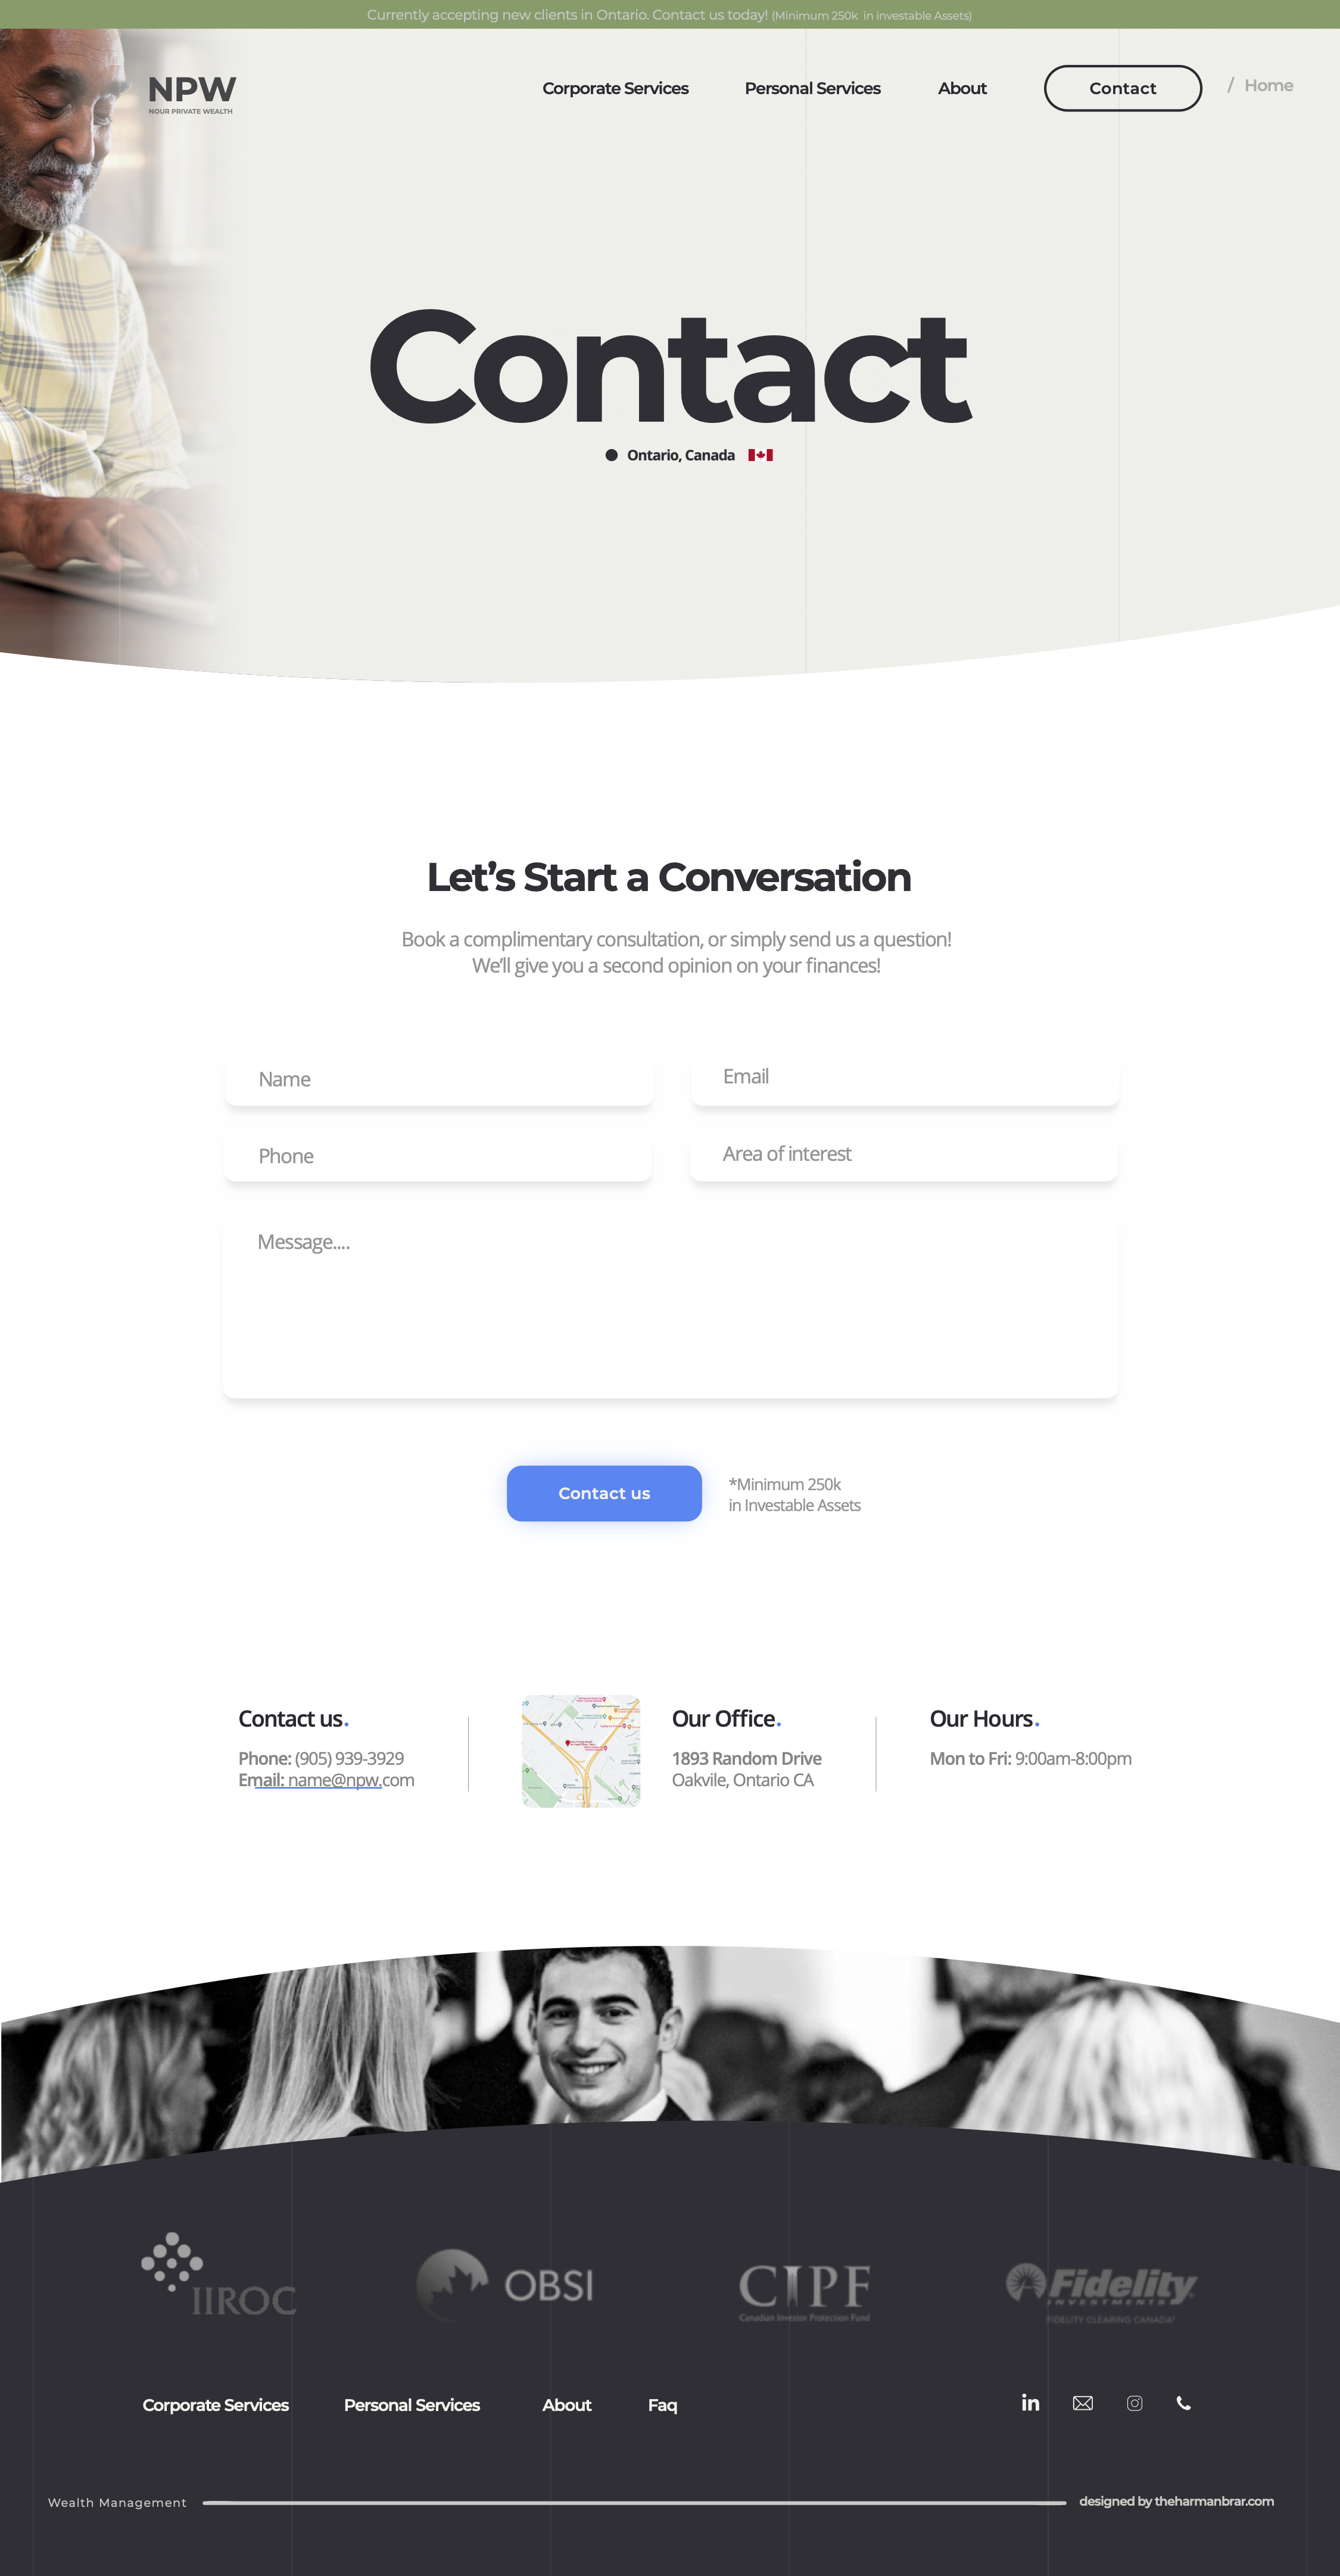 Currently accepting new clients in Ontario. Contact us today! (Minimum 250k in investable Assets)
NPW
NOUR PRIVATE WEALTH
Corporate Services
Personal Services
About
Contact
/ Home
Contact
Ontario, Canada
Let's Start a Conversation
Book a complimentary consultation, or simply send us a question!
We'll give you a second opinion on your finances!
Name
Email
Phone
Area of interest
Message....
Contact us
*Minimum 250k
in Investable Assets
Contact us.
Phone: (905) 939-3929
Email: name@npw.com
Our Office.
1893 Random Drive
Oakvile, Ontario CA
Our Hours.
Mon to Fri: 9:00am-8:00pm
IIROC
OBSI
CIPF
Canadian Investor Protection Fund
Fidelity
INVESTMENTS
FIDELITY CLEARING CANADA
Corporate Services
Personal Services
About
Faq
in
Wealth Management
designed by theharmanbrar.com